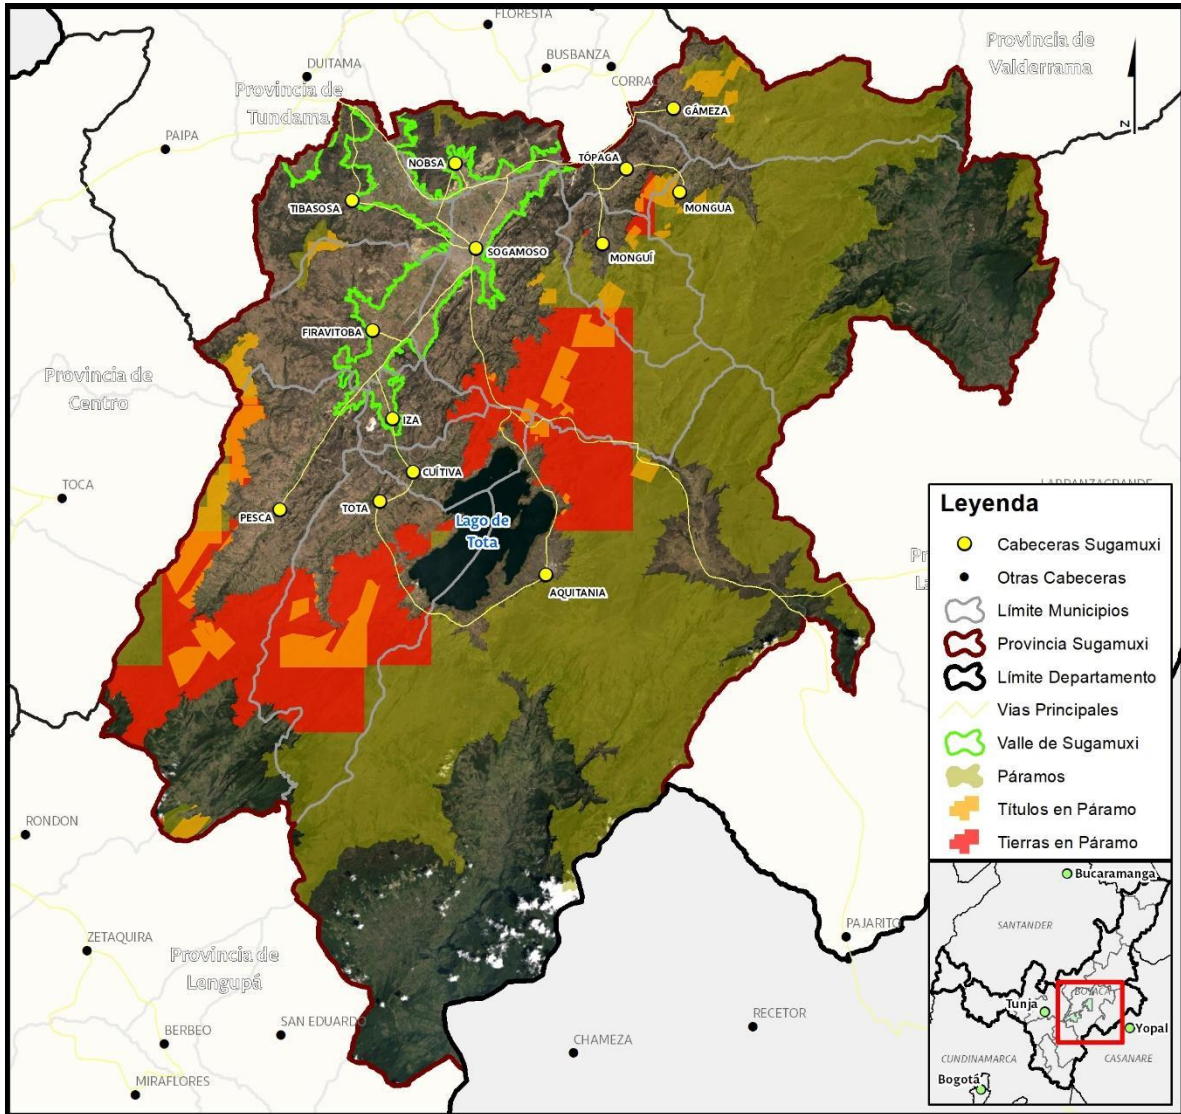 FLORESTA
BUSBANZA
DUITAMA
Provincia de
Valderrama
Provincia de
Tundama
PAIPA
GÁMEZA
N
NOBSA
TÓPAGA
TIBASOSA
MONGUA
SOGAMOSO
MONGUÍ
FIRAVITOBA
Provincia de
Centro
IZA
CUÍTIVA
TOCA
PESCA
TOTA
Lago de
Tota
AQUITANIA
Leyenda
Cabeceras Sugamuxi
Otras Cabeceras
Límite Municipios
Provincia Sugamuxi
Límite Departamento
Vias Principales
Valle de Sugamuxi
Páramos
Títulos en Páramo
Tierras en Páramo
RONDON
ZETAQUIRA
Provincia de
Lengupá
BERBEO
SAN EDUARDO
MIRAFLORES
CHAMEZA
RECETOR
PAJARITO
Bucaramanga
SANTANDER
BOYACÁ
Tunja
Yopal
CUNDINAMARCA
CASANARE
Bogotá